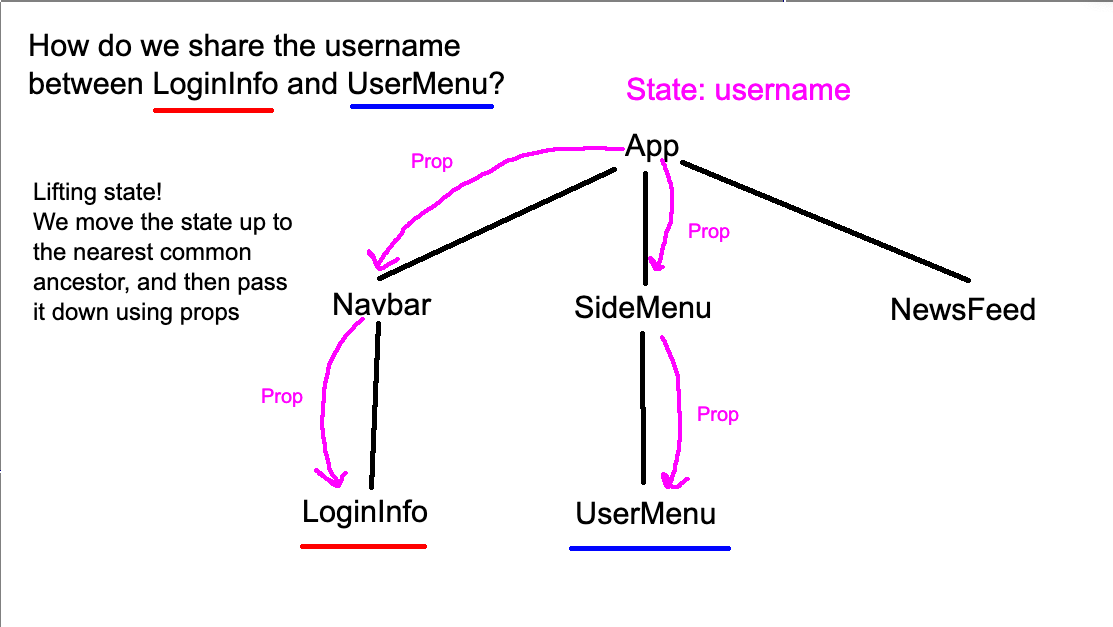 How do we share the username
between LoginInfo and UserMenu?
State: username
App
Prop
Lifting state!
We move the state up to
the nearest common
ancestor, and then pass
it down using props
Prop
Navbar
SideMenu
NewsFeed
Prop
Prop
LoginInfo
UserMenu